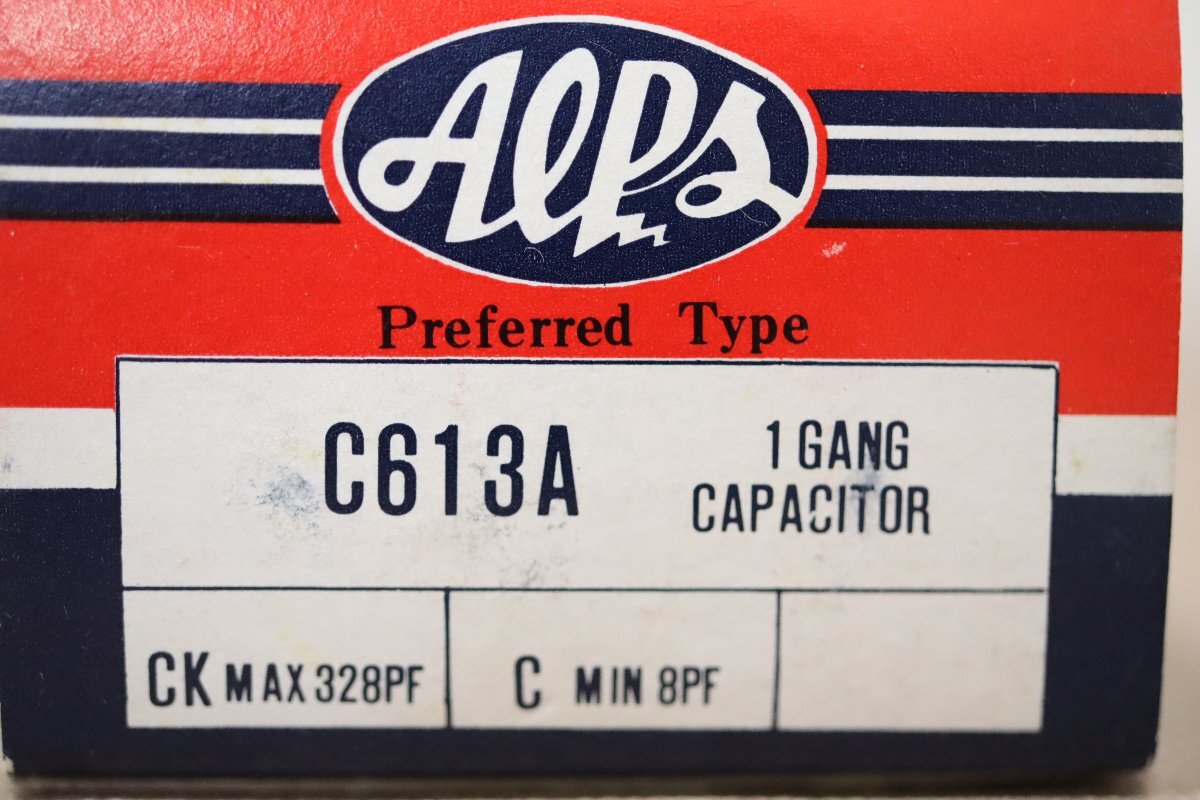 Alps
Preferred Type
C613A
1 GANG
CAPACITOR
CK MAX 328PF
C MIN 8PF